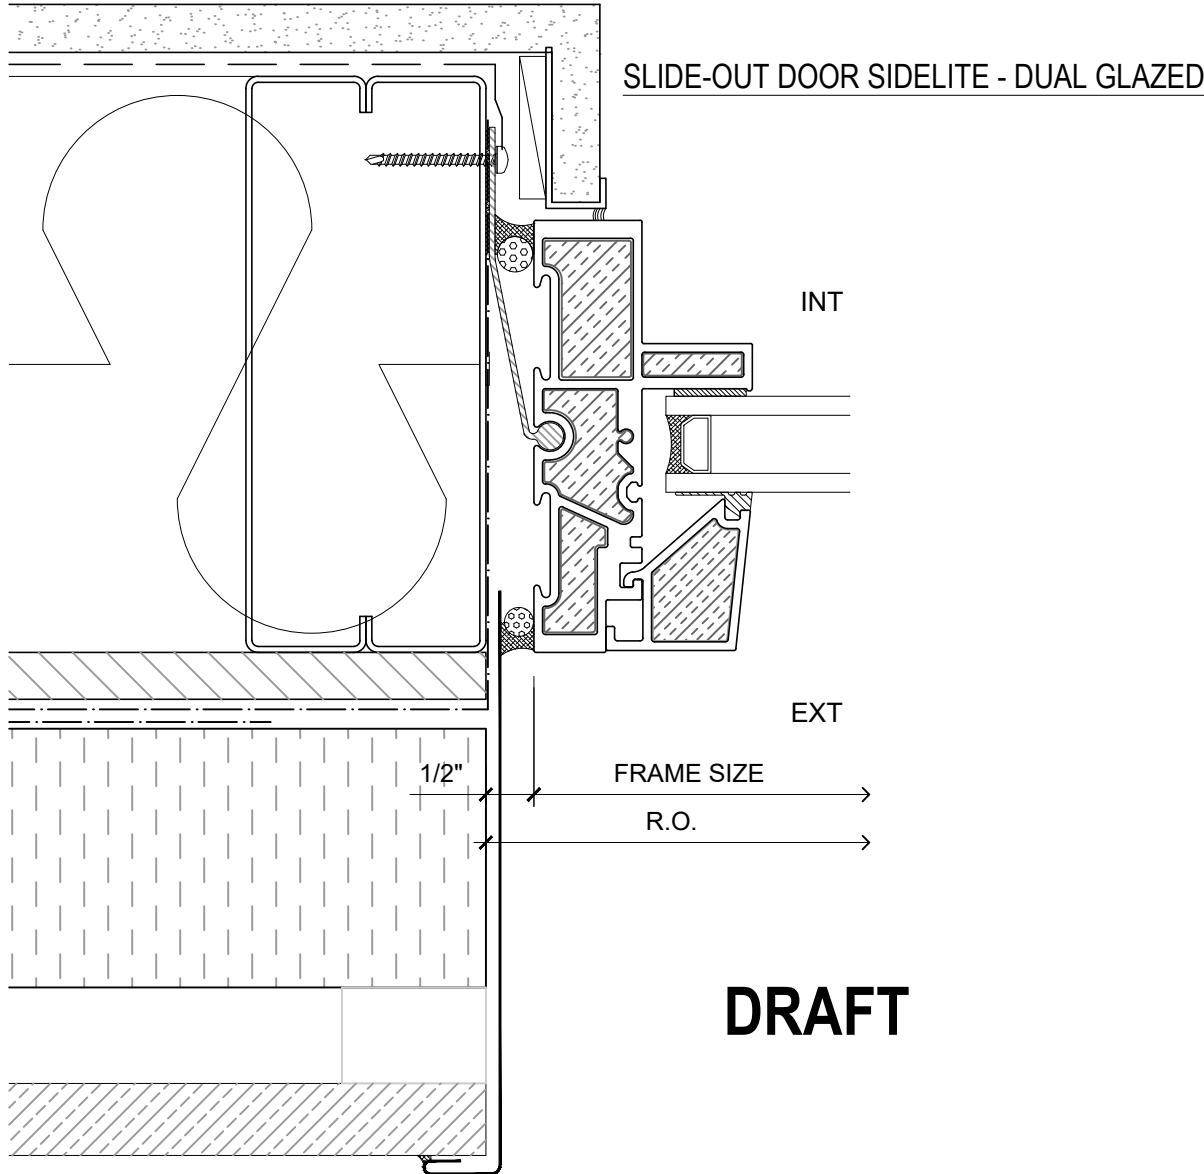 SLIDE-OUT DOOR SIDELITE - DUAL GLAZED
INT
EXT
1/2" FRAME SIZE
R.O.
DRAFT